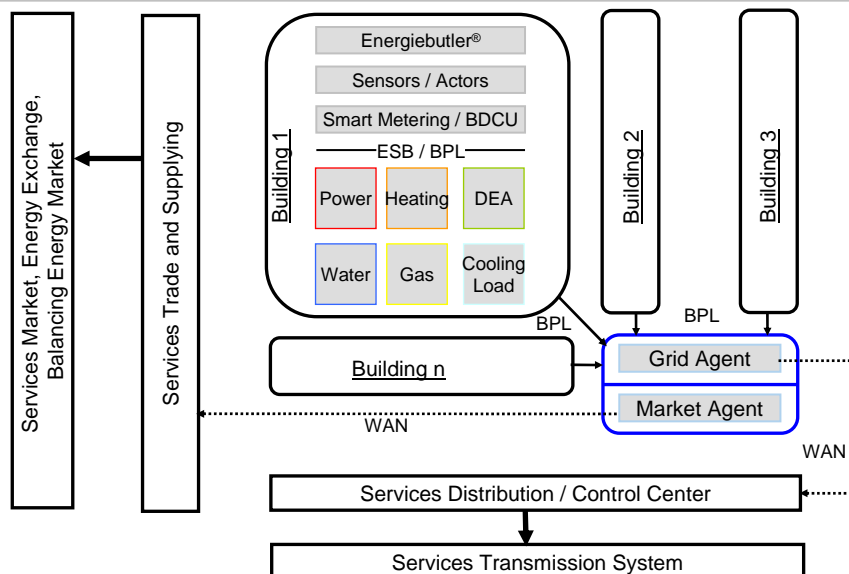 Services Market, Energy Exchange,
Balancing Energy Market
Services Trade and Supplying
Building 1
Energiebutler®
Sensors / Actors
Smart Metering / BDCU
ESB / BPL
Power
Heating
DEA
Water
Gas
Cooling
Load
Building 2
Building 3
BPL
BPL
Building n
Grid Agent
Market Agent
WAN
WAN
Services Distribution / Control Center
Services Transmission System